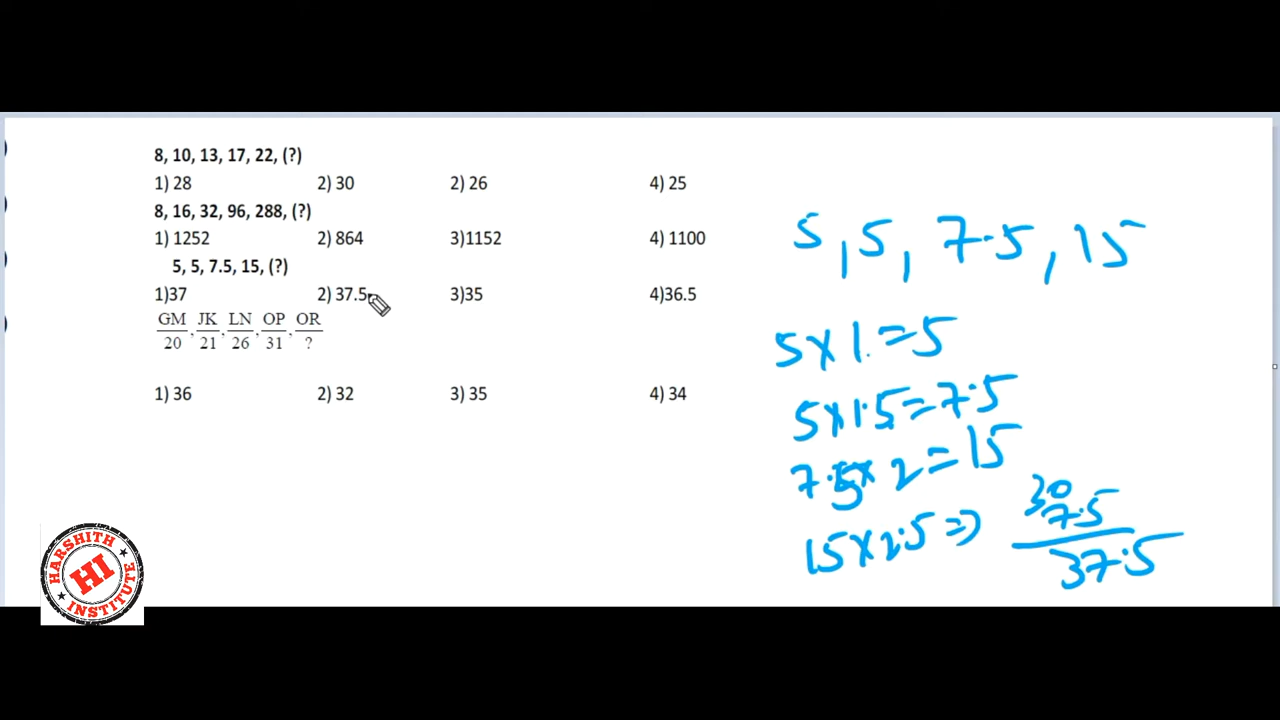 8, 10, 13, 17, 22, (?)
1) 28 2) 30 2) 26 4) 25
8, 16, 32, 96, 288, (?)
1) 1252 2) 864 3)1152 4) 1100
5, 5, 7.5, 15, (?)
1)37 2) 37.5 3)35 4)36.5
GM/20, JK/21, LN/26, OP/31, OR/?
1) 36 2) 32 3) 35 4) 34
5, 5, 7.5, 15
5x1.=5
5x1.5=7.5
7.5x2=15
15x2.5=>
30
7.5
37.5
HARSHITH
HI
INSTITUTE